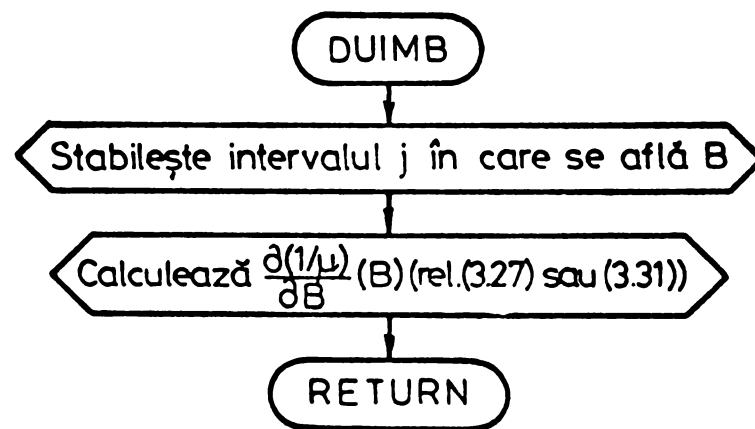 DUIMB
Stabilește intervalul j în care se află B
Calculează ∂(1/μ)/∂B (B) (rel.(3.27) sau (3.31))
RETURN